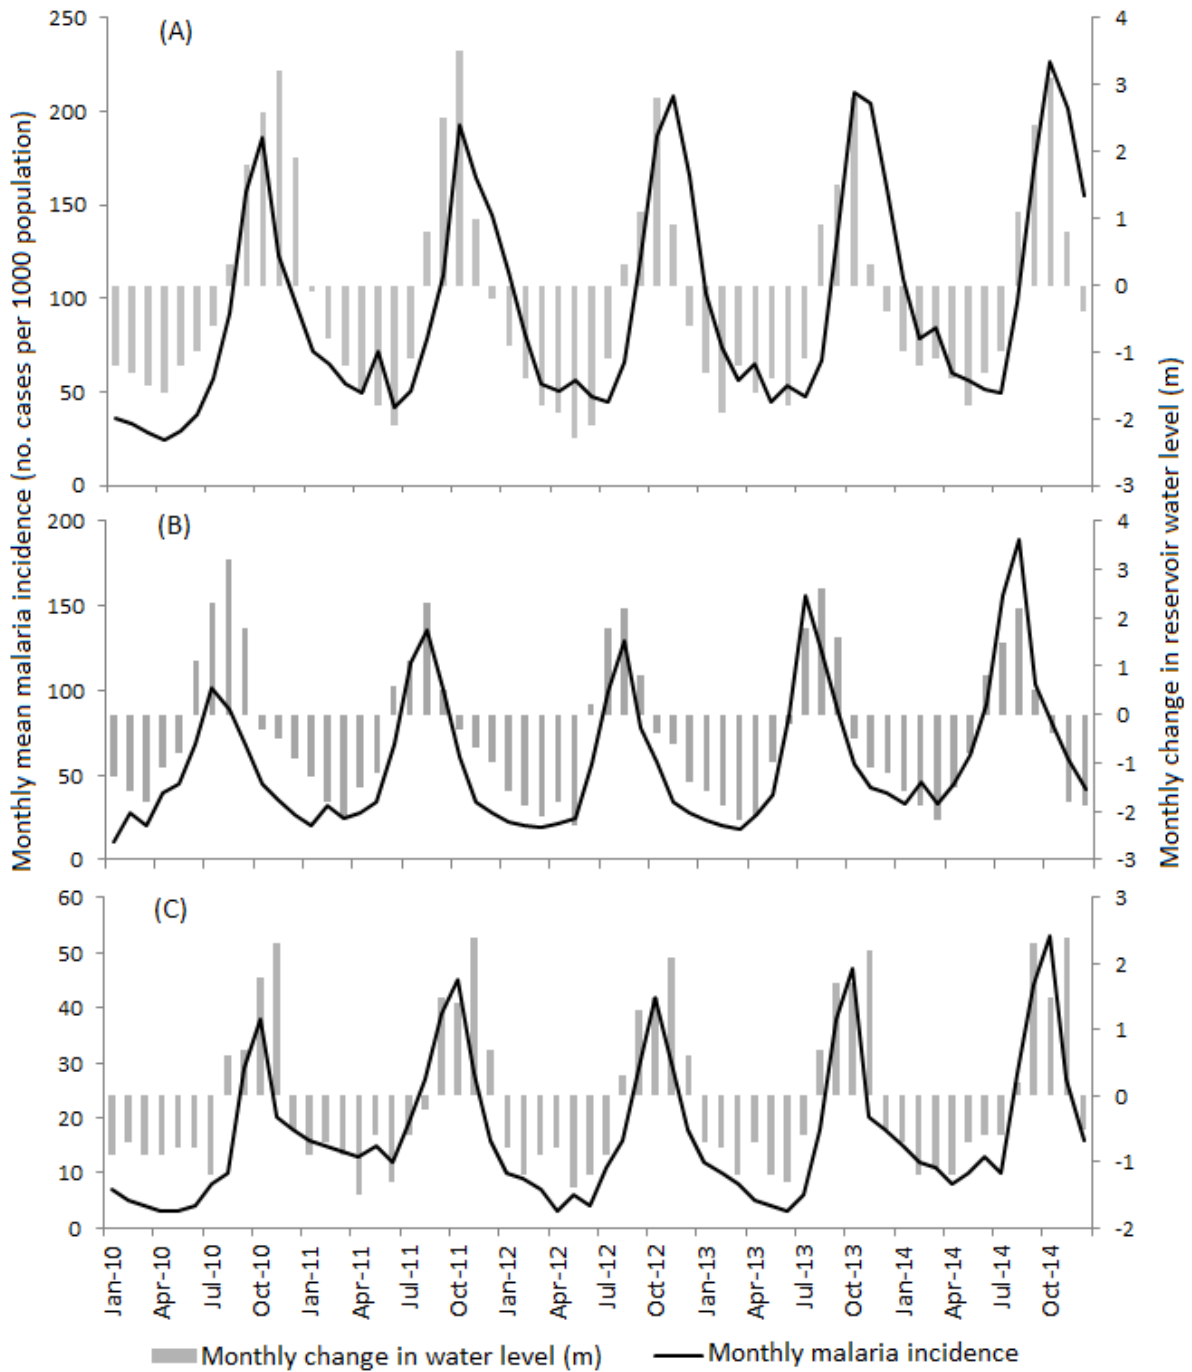 Monthly mean malaria incidence (no. cases per 1000 population)
Monthly change in reservoir water level (m)
(A)
250
200
150
100
50
0
4
3
2
1
0
-1
-2
-3
(B)
200
150
100
50
0
4
3
2
1
0
-1
-2
-3
(C)
60
50
40
30
20
10
0
3
2
1
0
-1
-2
Jan-10
Apr-10
Jul-10
Oct-10
Jan-11
Apr-11
Jul-11
Oct-11
Jan-12
Apr-12
Jul-12
Oct-12
Jan-13
Apr-13
Jul-13
Oct-13
Jan-14
Apr-14
Jul-14
Oct-14
Monthly change in water level (m)
Monthly malaria incidence